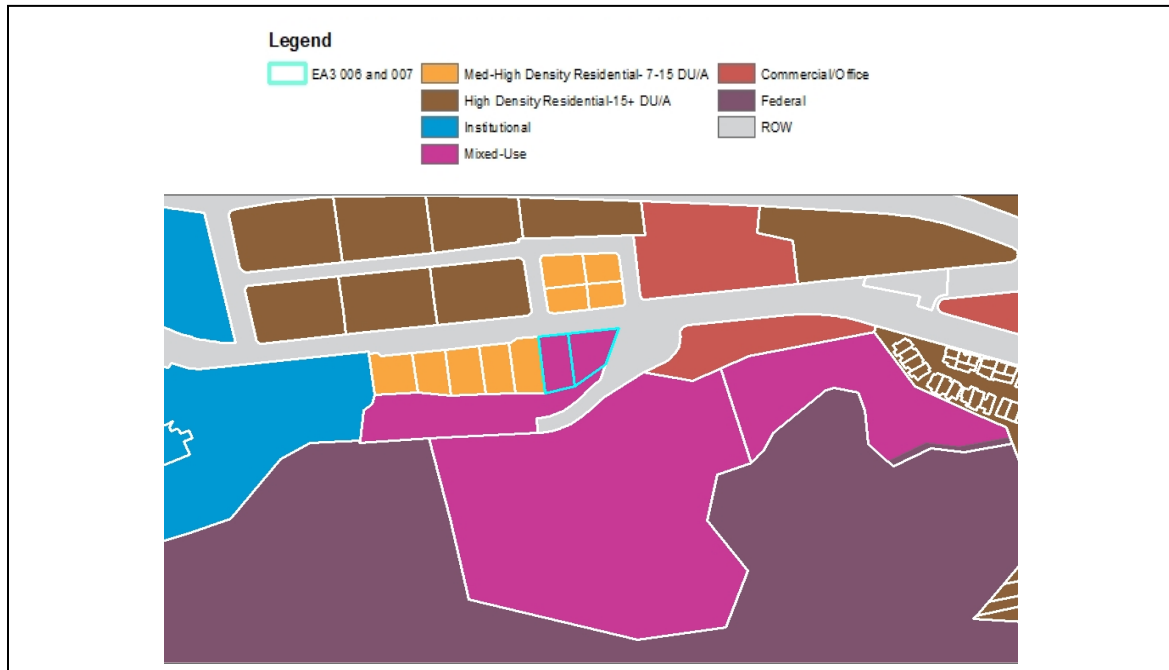 Legend
EA3 006 and 007
Med-High Density Residential- 7-15 DU/A
Commercial/Office
High Density Residential-15+ DU/A
Federal
Institutional
ROW
Mixed-Use